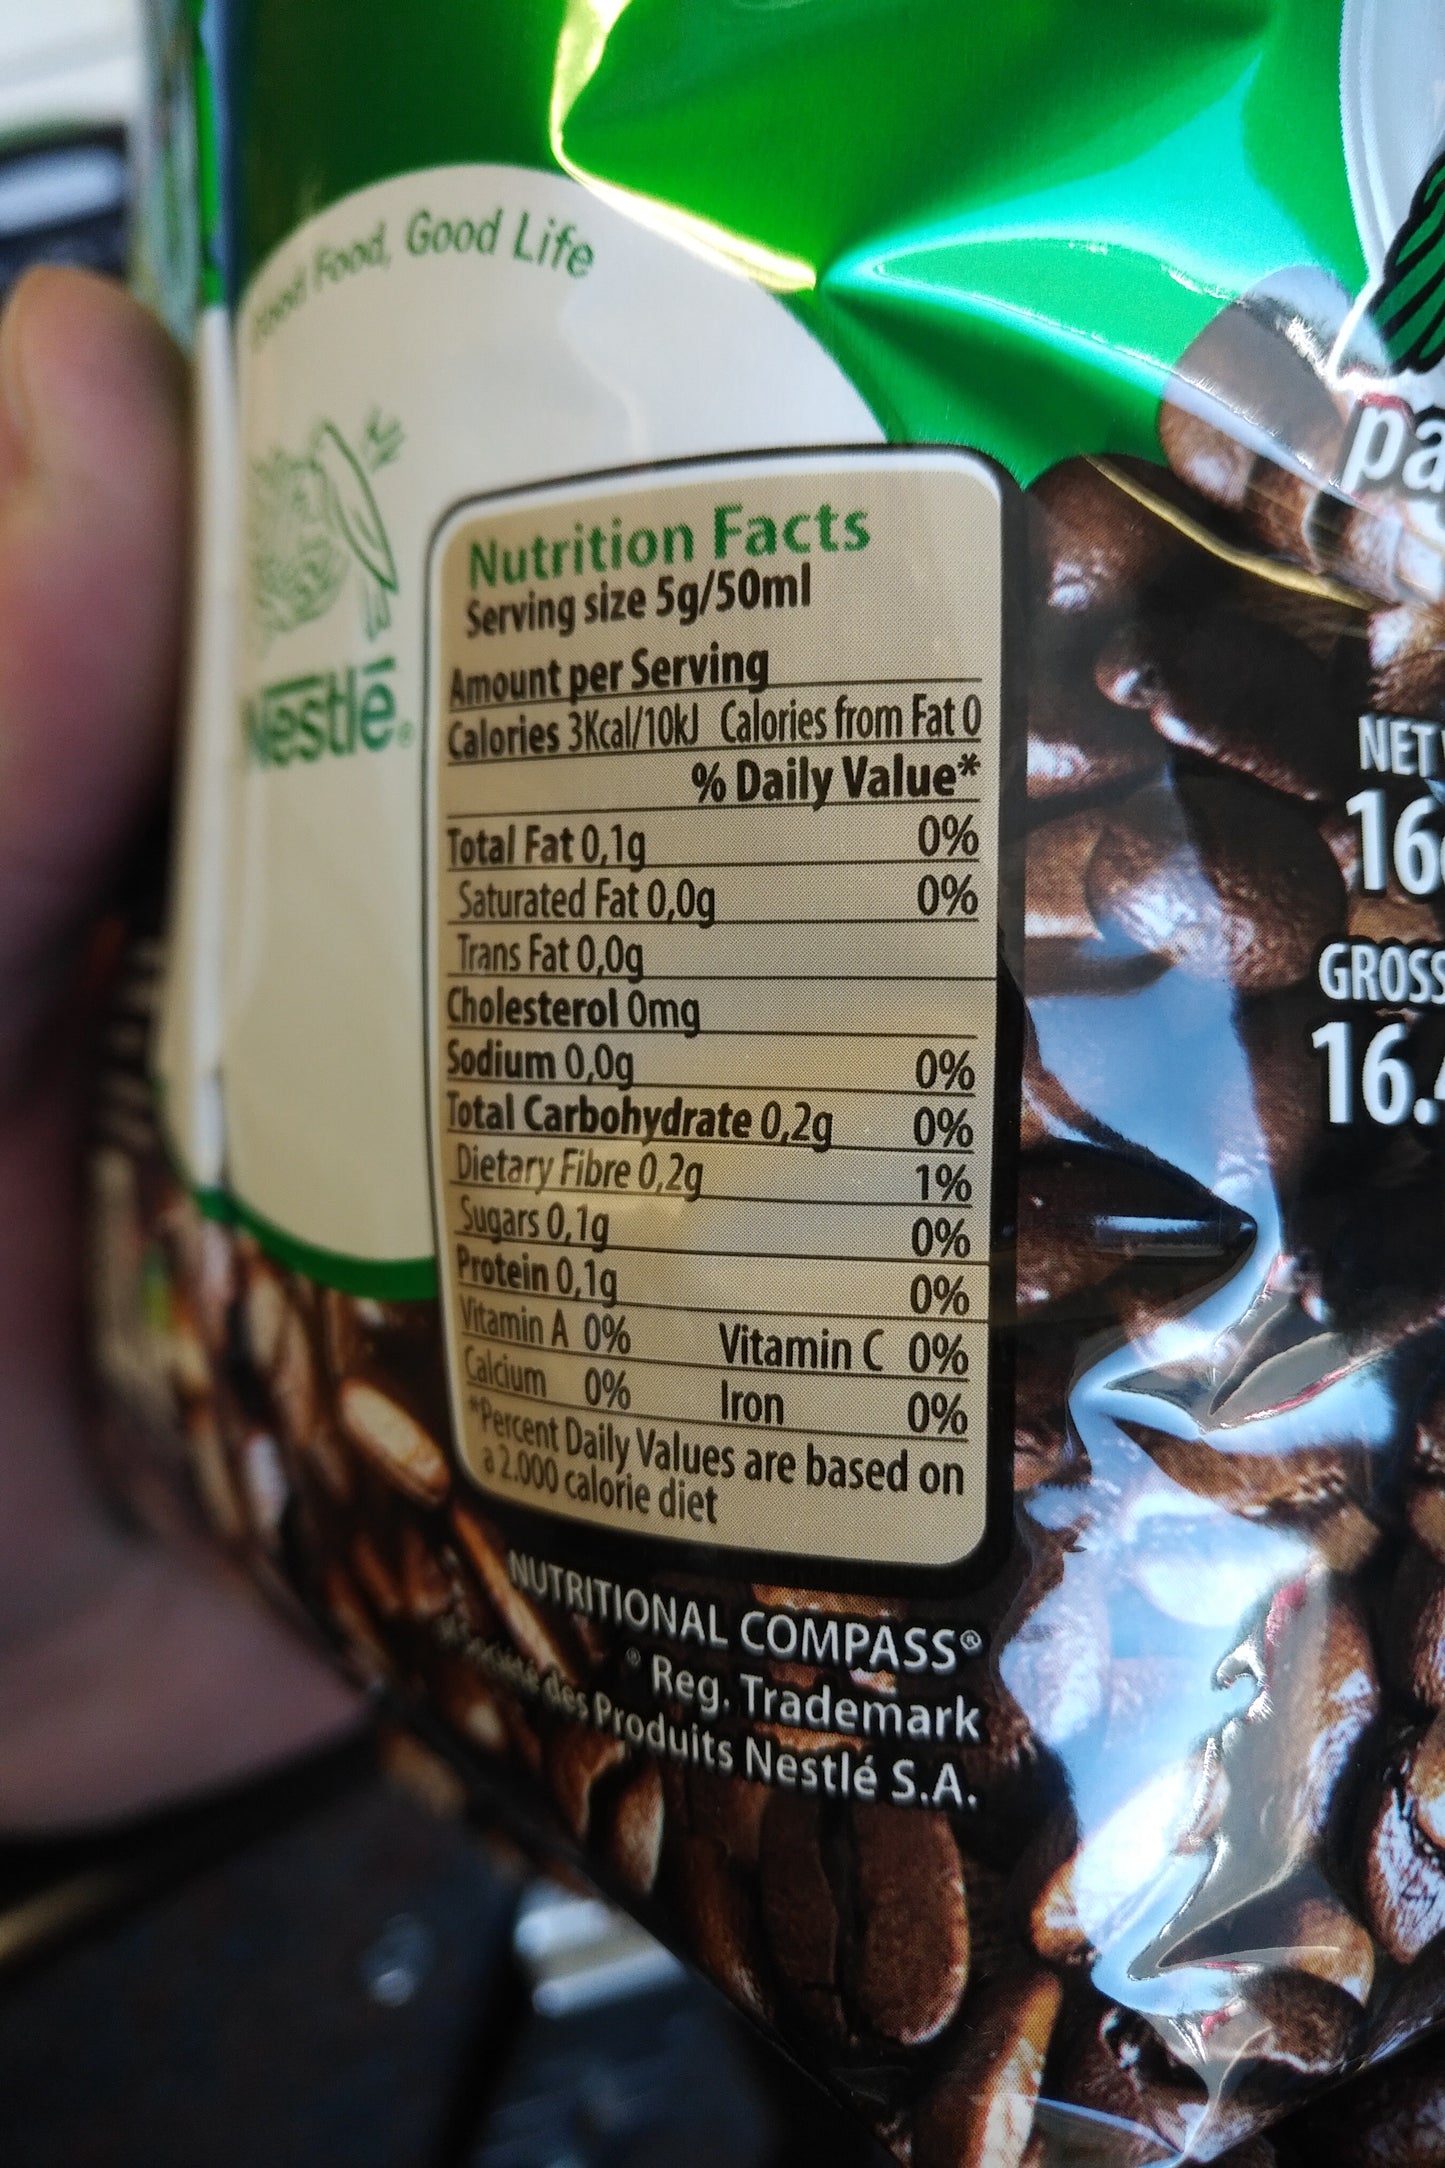 Good Food, Good Life
Nestlé®
Nutrition Facts
Serving size 5g/50ml
Amount per Serving
Calories 3Kcal/10kJ Calories from Fat 0
% Daily Value*
Total Fat 0,1g 0%
Saturated Fat 0,0g 0%
Trans Fat 0,0g
Cholesterol 0mg
Sodium 0,0g 0%
Total Carbohydrate 0,2g 0%
Dietary Fibre 0,2g 1%
Sugars 0,1g 0%
Protein 0,1g 0%
Vitamin A 0% Vitamin C 0%
Calcium 0% Iron 0%
*Percent Daily Values are based on
a 2.000 calorie diet
NUTRITIONAL COMPASS®
® Reg. Trademark
Société des Produits Nestlé S.A.
pa
NET
16
GROSS
16.